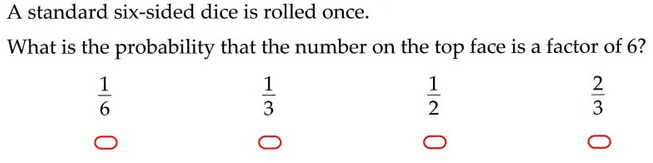 A standard six-sided dice is rolled once.
What is the probability that the number on the top face is a factor of 6?
1/6 1/3 1/2 2/3